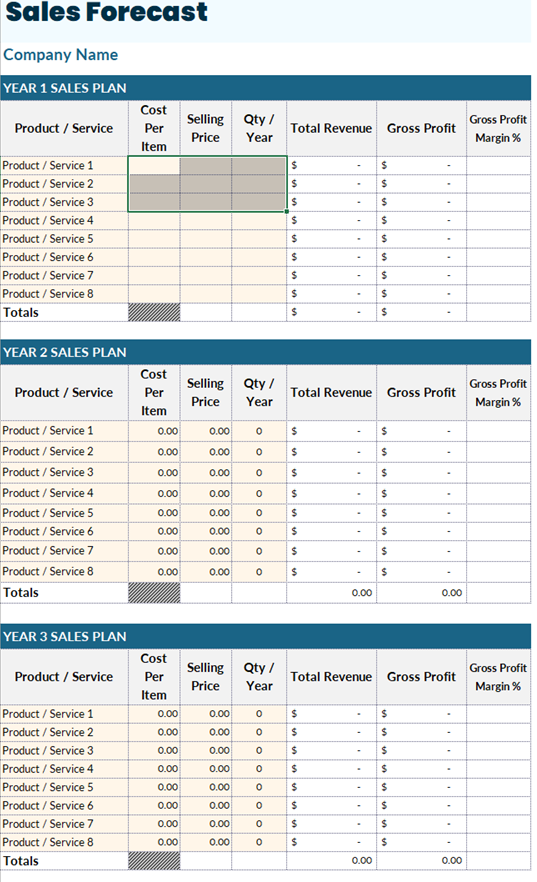 Sales Forecast
Company Name
YEAR 1 SALES PLAN
Product / Service Cost Per Item Selling Price Qty / Year Total Revenue Gross Profit Gross Profit Margin %
Product / Service 1 $ - $ -
Product / Service 2 $ - $ -
Product / Service 3 $ - $ -
Product / Service 4 $ - $ -
Product / Service 5 $ - $ -
Product / Service 6 $ - $ -
Product / Service 7 $ - $ -
Product / Service 8 $ - $ -
Totals $ - $ -
YEAR 2 SALES PLAN
Product / Service Cost Per Item Selling Price Qty / Year Total Revenue Gross Profit Gross Profit Margin %
Product / Service 1 0.00 0.00 0 $ - $ -
Product / Service 2 0.00 0.00 0 $ - $ -
Product / Service 3 0.00 0.00 0 $ - $ -
Product / Service 4 0.00 0.00 0 $ - $ -
Product / Service 5 0.00 0.00 0 $ - $ -
Product / Service 6 0.00 0.00 0 $ - $ -
Product / Service 7 0.00 0.00 0 $ - $ -
Product / Service 8 0.00 0.00 0 $ - $ -
Totals 0.00 0.00
YEAR 3 SALES PLAN
Product / Service Cost Per Item Selling Price Qty / Year Total Revenue Gross Profit Gross Profit Margin %
Product / Service 1 0.00 0.00 0 $ - $ -
Product / Service 2 0.00 0.00 0 $ - $ -
Product / Service 3 0.00 0.00 0 $ - $ -
Product / Service 4 0.00 0.00 0 $ - $ -
Product / Service 5 0.00 0.00 0 $ - $ -
Product / Service 6 0.00 0.00 0 $ - $ -
Product / Service 7 0.00 0.00 0 $ - $ -
Product / Service 8 0.00 0.00 0 $ - $ -
Totals 0.00 0.00